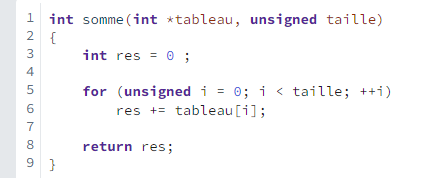 1 int somme(int *tableau, unsigned taille)
2 {
3     int res = 0 ;
4
5     for (unsigned i = 0; i < taille; ++i)
6         res += tableau[i];
7
8     return res;
9 }